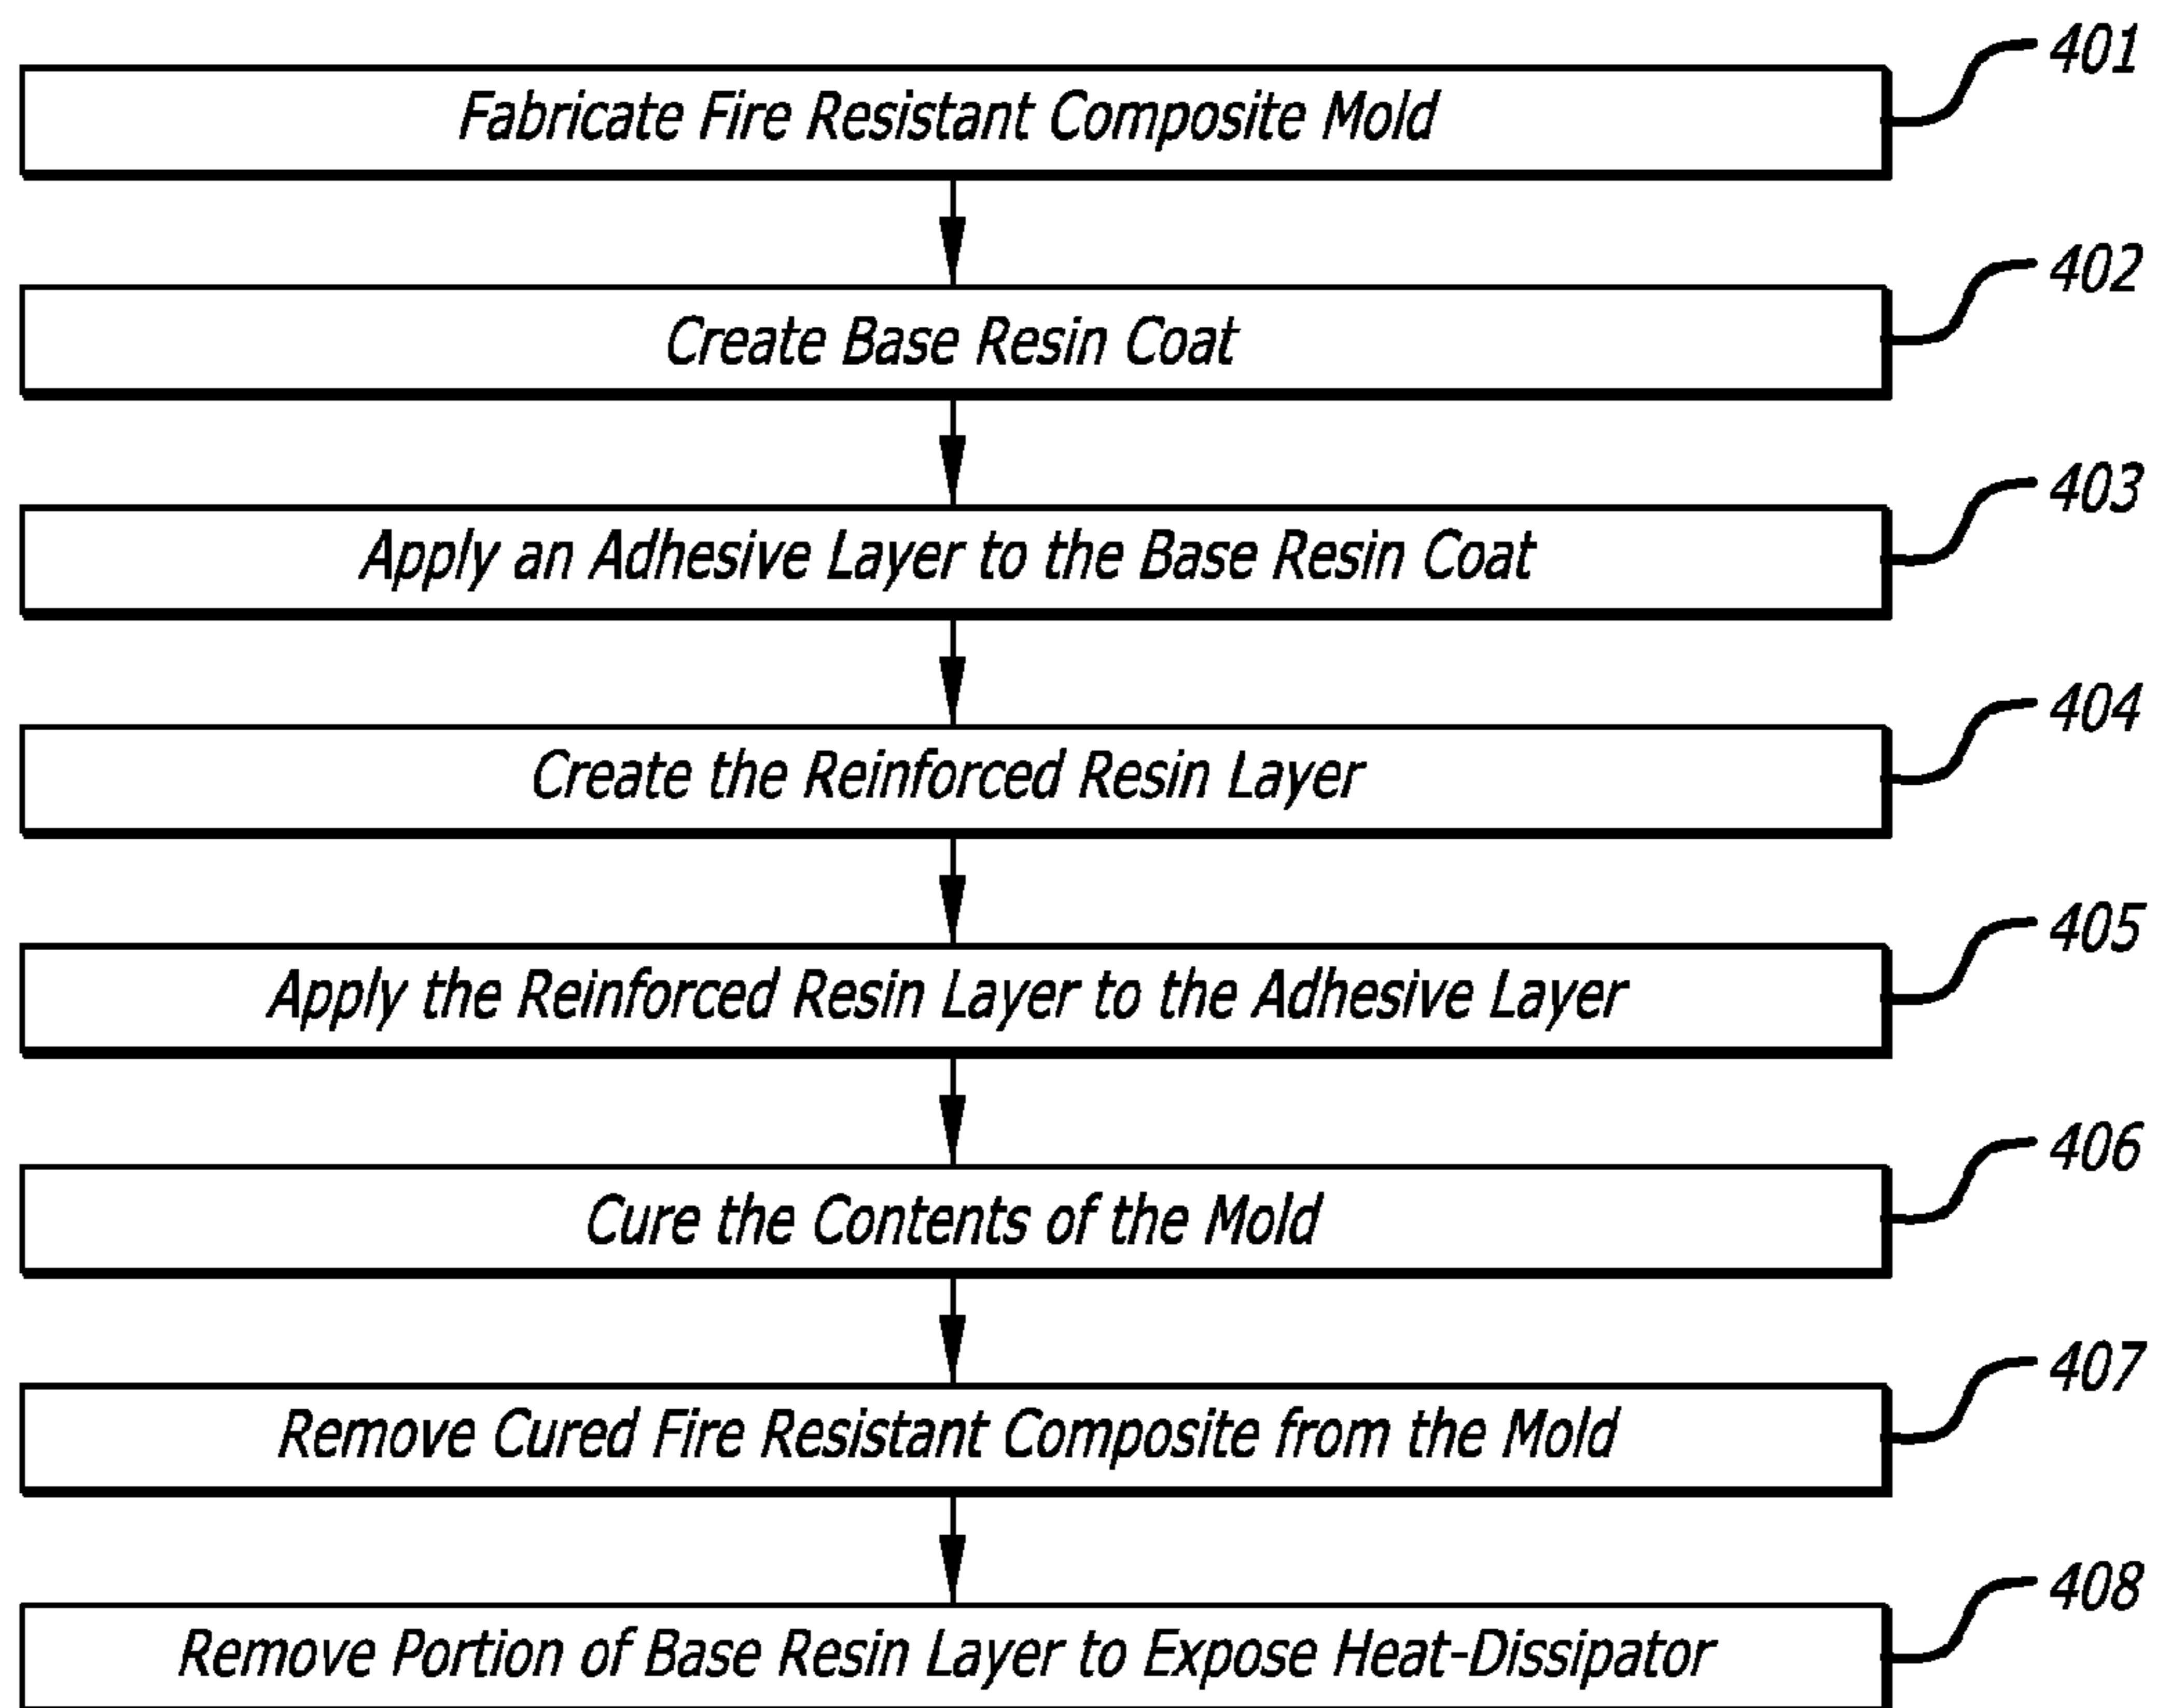 401
Fabricate Fire Resistant Composite Mold
402
Create Base Resin Coat
403
Apply an Adhesive Layer to the Base Resin Coat
404
Create the Reinforced Resin Layer
405
Apply the Reinforced Resin Layer to the Adhesive Layer
406
Cure the Contents of the Mold
407
Remove Cured Fire Resistant Composite from the Mold
408
Remove Portion of Base Resin Layer to Expose Heat-Dissipator